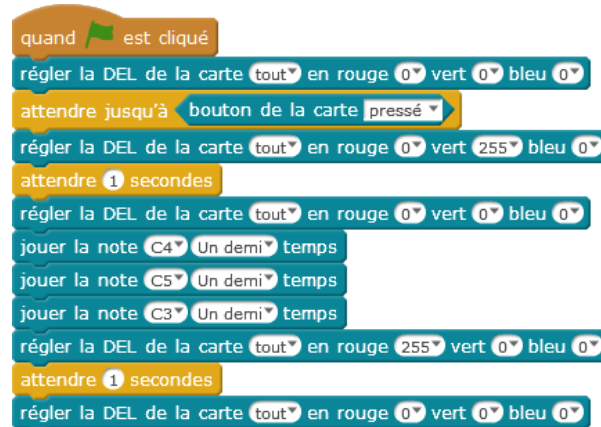 quand est cliqué
régler la DEL de la carte tout en rouge 0 vert 0 bleu 0
attendre jusqu'à bouton de la carte pressé
régler la DEL de la carte tout en rouge 0 vert 255 bleu 0
attendre 1 secondes
régler la DEL de la carte tout en rouge 0 vert 0 bleu 0
jouer la note C4 Un demi temps
jouer la note C5 Un demi temps
jouer la note C3 Un demi temps
régler la DEL de la carte tout en rouge 255 vert 0 bleu 0
attendre 1 secondes
régler la DEL de la carte tout en rouge 0 vert 0 bleu 0